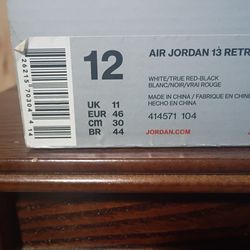 12
AIR JORDAN 13 RETR
WHITE/TRUE RED-BLACK
BLANC/NOIR/VRAI ROUGE
MADE IN CHINA / FABRIQUE EN CHINE
HECHO EN CHINA
UK 11
EUR 46
cm 30
BR 44
414571 104
JORDAN.COM